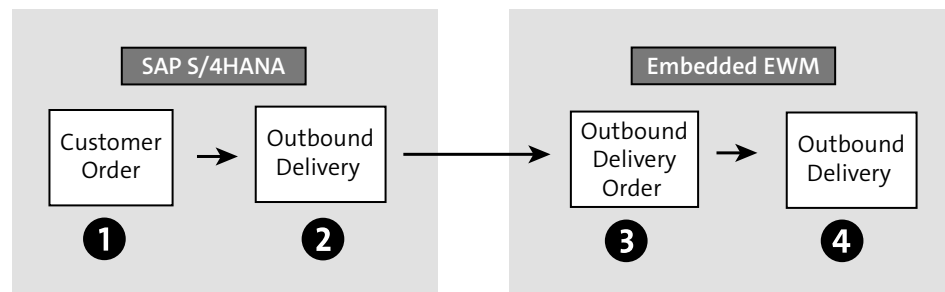 SAP S/4HANA
Customer
Order
1
Outbound
Delivery
2
Embedded EWM
Outbound
Delivery
Order
3
Outbound
Delivery
4